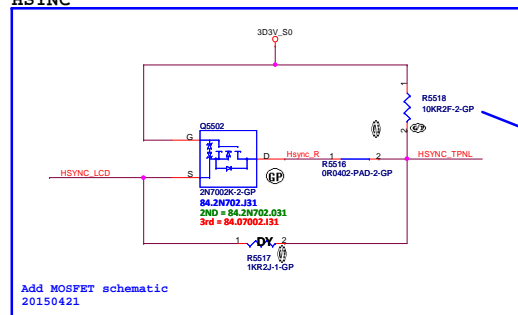 HSYNC
3D3V_S0
1
R5518
10KR2F-2-GP
2
Q5502
G
D
S
Hsync_R
1
2
R5516
0R0402-PAD-2-GP
HSYNC_TPNL
HSYNC_LCD
GP
2N7002K-2-GP
84.2N702.J31
2ND = 84.2N702.031
3rd = 84.07002.I31
1
DY
2
R5517
1KR2J-1-GP
Add MOSFET schematic
20150421